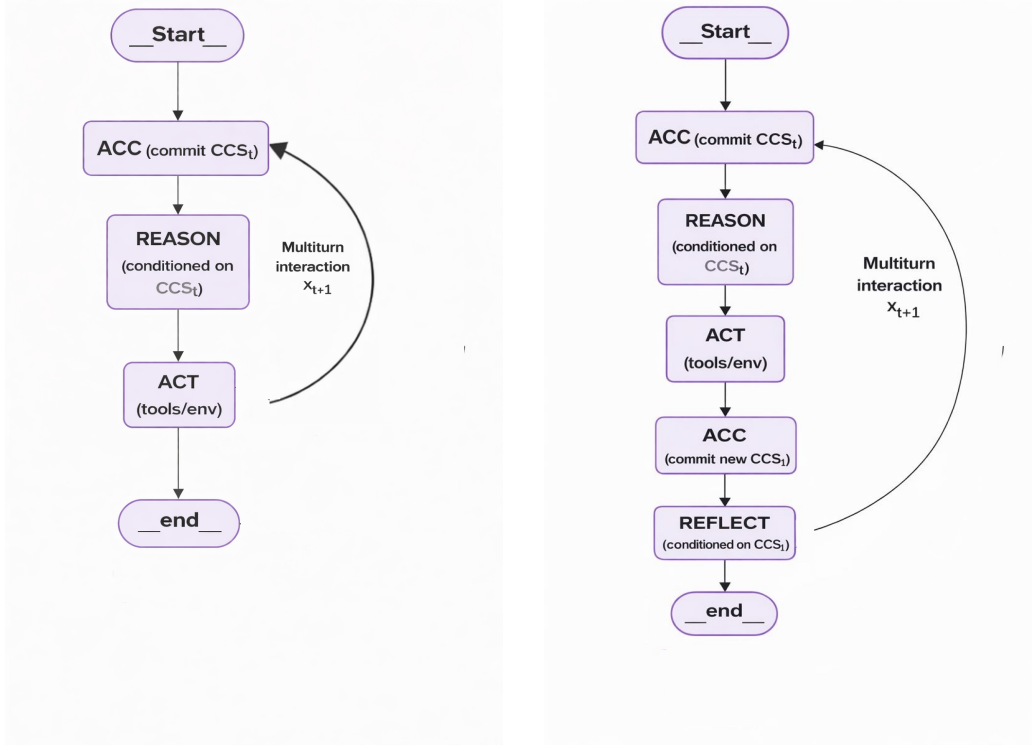 __Start__
ACC (commit CCSₜ)
REASON
(conditioned on
CCSₜ)
Multiturn
interaction
xₜ₊₁
ACT
(tools/env)
__end__
__Start__
ACC (commit CCSₜ)
REASON
(conditioned on
CCSₜ)
Multiturn
interaction
xₜ₊₁
ACT
(tools/env)
ACC
(commit new CCS₁)
REFLECT
(conditioned on CCS₁)
__end__